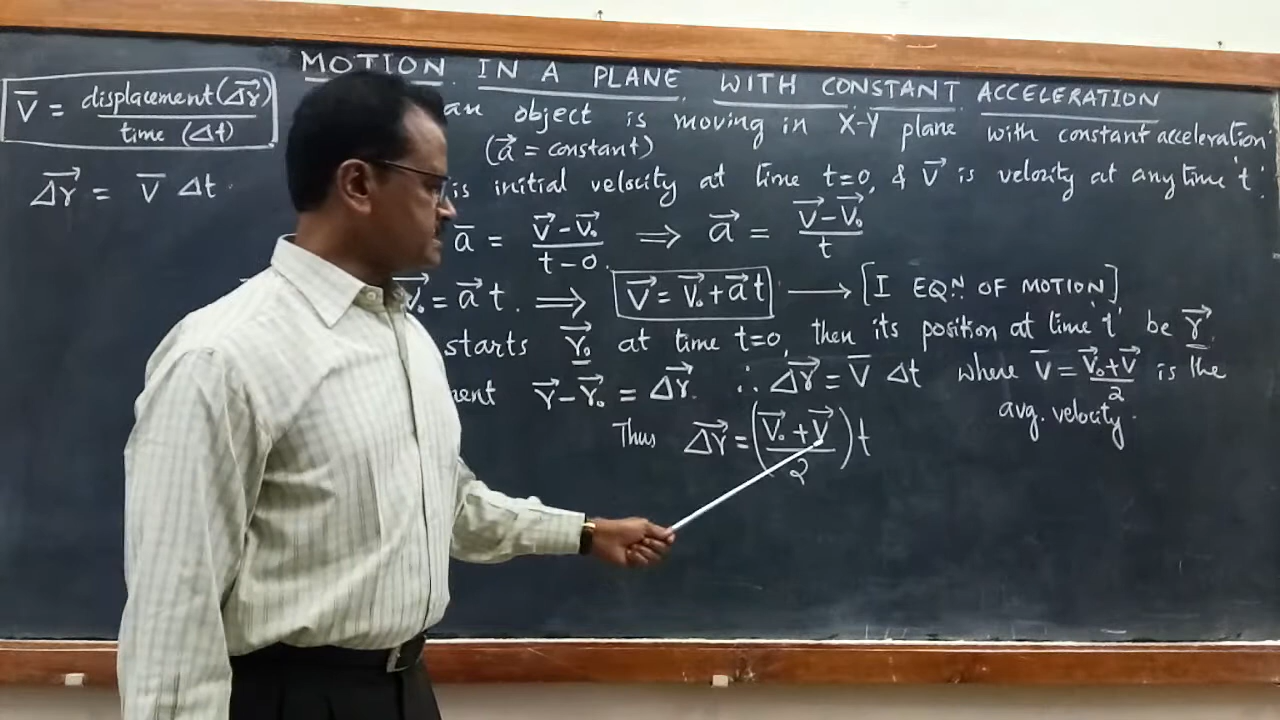 MOTION IN A PLANE WITH CONSTANT ACCELERATION
V̄ = displacement(Δr⃗) / time (Δt)
Δr⃗ = V̄ Δt.
an object is moving in X-Y plane with constant acceleration
(a⃗ = constant)
is initial velocity at time t=0, & V⃗ is velocity at any time 't'.
ā = (V⃗ - V⃗₀) / (t - 0) ⟹ a⃗ = (V⃗ - V⃗₀) / t
V⃗₀ = a⃗ t. ⟹ V⃗ = V⃗₀ + a⃗ t ⟶ [I EQN. OF MOTION]
starts r⃗₀ at time t=0, then its position at time 't' be r⃗.
r⃗ - r⃗₀ = Δr⃗. ∴ Δr⃗ = V̄ Δt where V̄ = (V⃗₀ + V⃗) / 2 is the
avg. velocity.
Thus Δr⃗ = ((V⃗₀ + V⃗) / 2) t